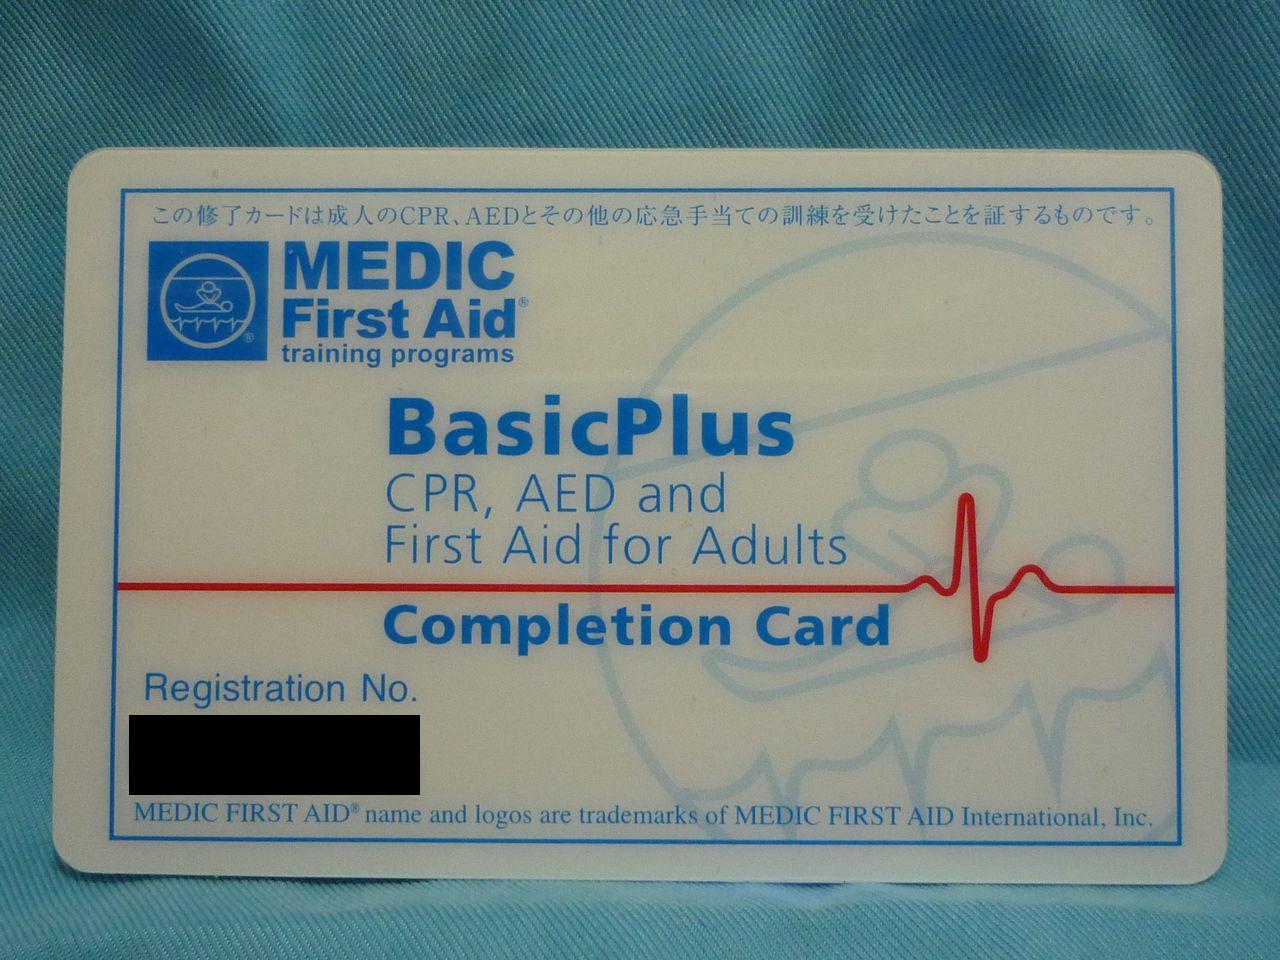 この修了カードは成人のCPR、AEDとその他の応急手当ての訓練を受けたことを証するものです。
MEDIC
First Aid®
training programs
®
BasicPlus
CPR, AED and
First Aid for Adults
Completion Card
Registration No.
MEDIC FIRST AID® name and logos are trademarks of MEDIC FIRST AID International, Inc.